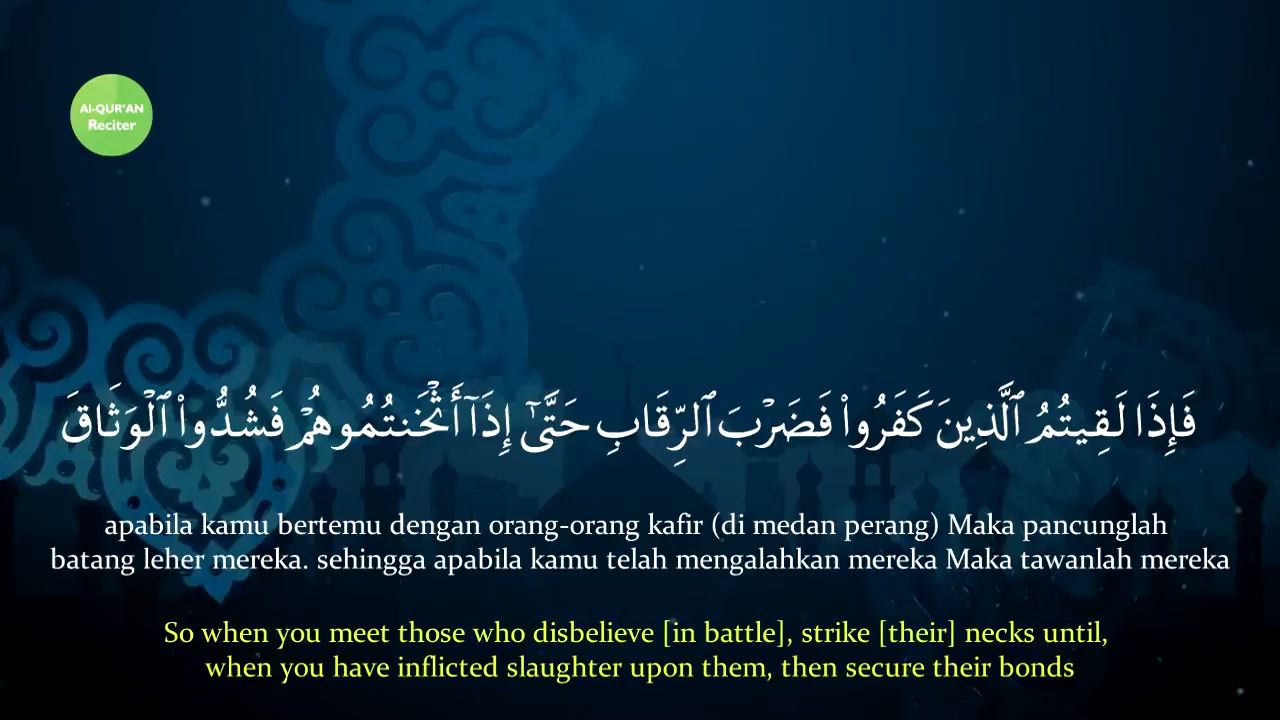 Al-QUR'AN
Reciter
فَإِذَا لَقِيتُمُ ٱلَّذِينَ كَفَرُوا۟ فَضَرْبَ ٱلرِّقَابِ حَتَّىٰٓ إِذَآ أَثْخَنتُمُوهُمْ فَشُدُّوا۟ ٱلْوَثَاقَ
apabila kamu bertemu dengan orang-orang kafir (di medan perang) Maka pancunglah
batang leher mereka. sehingga apabila kamu telah mengalahkan mereka Maka tawanlah mereka
So when you meet those who disbelieve [in battle], strike [their] necks until,
when you have inflicted slaughter upon them, then secure their bonds